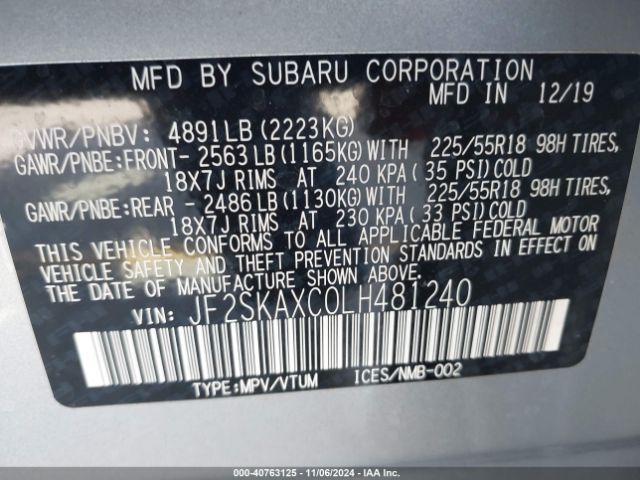 MFD BY SUBARU CORPORATION
MFD IN 12/19
GVWR/PNBV: 4891LB(2223KG)
GAWR/PNBE:FRONT- 2563LB(1165KG)WITH 225/55R18 98H TIRES,
18X7J RIMS AT 240 KPA( 35 PSI)COLD
GAWR/PNBE:REAR - 2486LB(1130KG)WITH 225/55R18 98H TIRES,
18X7J RIMS AT 230 KPA( 33 PSI)COLD
THIS VEHICLE CONFORMS TO ALL APPLICABLE FEDERAL MOTOR
VEHICLE SAFETY AND THEFT PREVENTION STANDARDS IN EFFECT ON
THE DATE OF MANUFACTURE SHOWN ABOVE.
VIN: JF2SKAXC0LH481240
TYPE:MPV/VTUM ICES/NMB-002
000-40763125 - 11/06/2024 - IAA Inc.